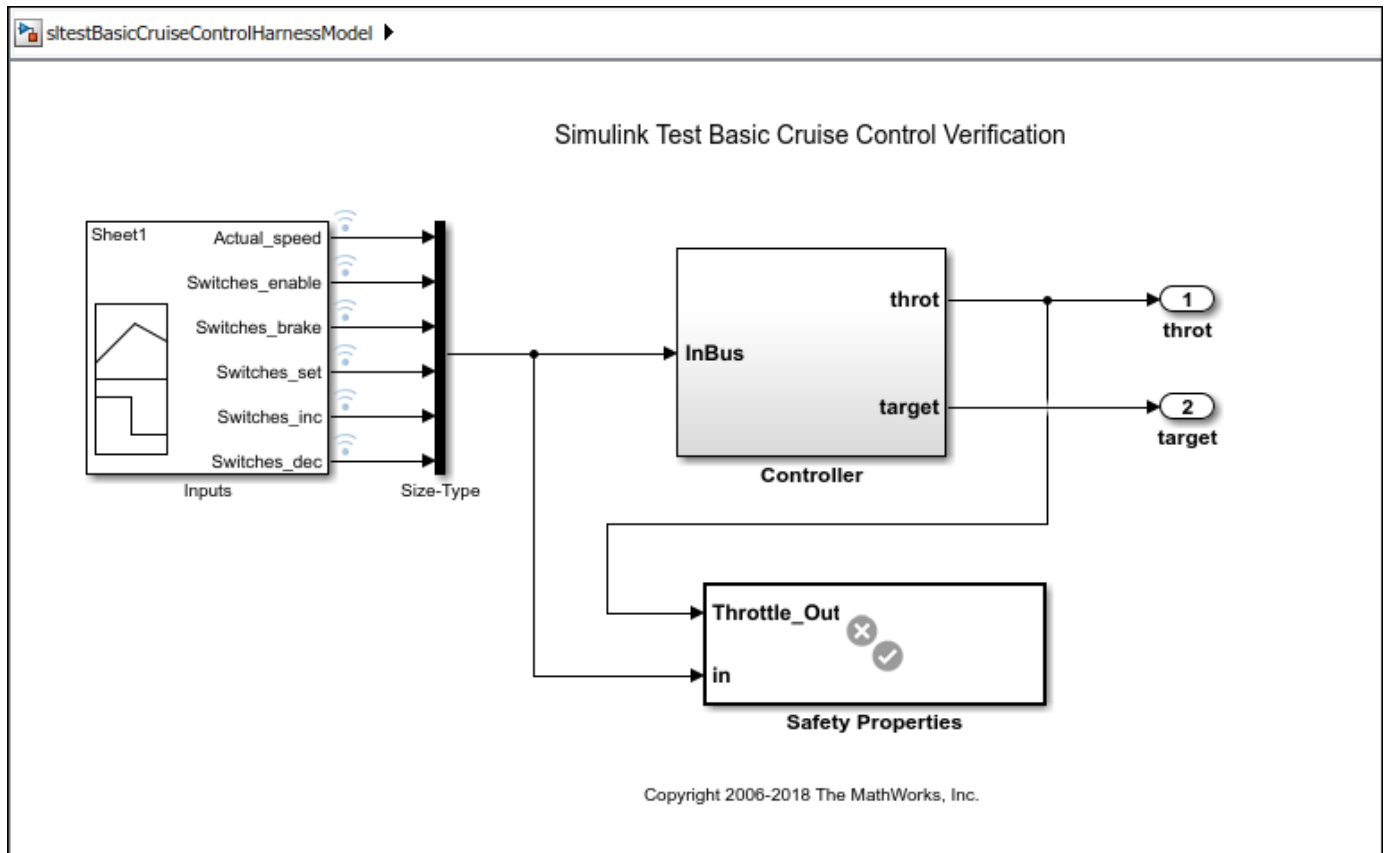 sltestBasicCruiseControlHarnessModel
Simulink Test Basic Cruise Control Verification
Sheet1
Actual_speed
Switches_enable
Switches_brake
Switches_set
Switches_inc
Switches_dec
Inputs
Size-Type
InBus
throt
target
Controller
1
throt
2
target
Throttle_Out
in
Safety Properties
Copyright 2006-2018 The MathWorks, Inc.